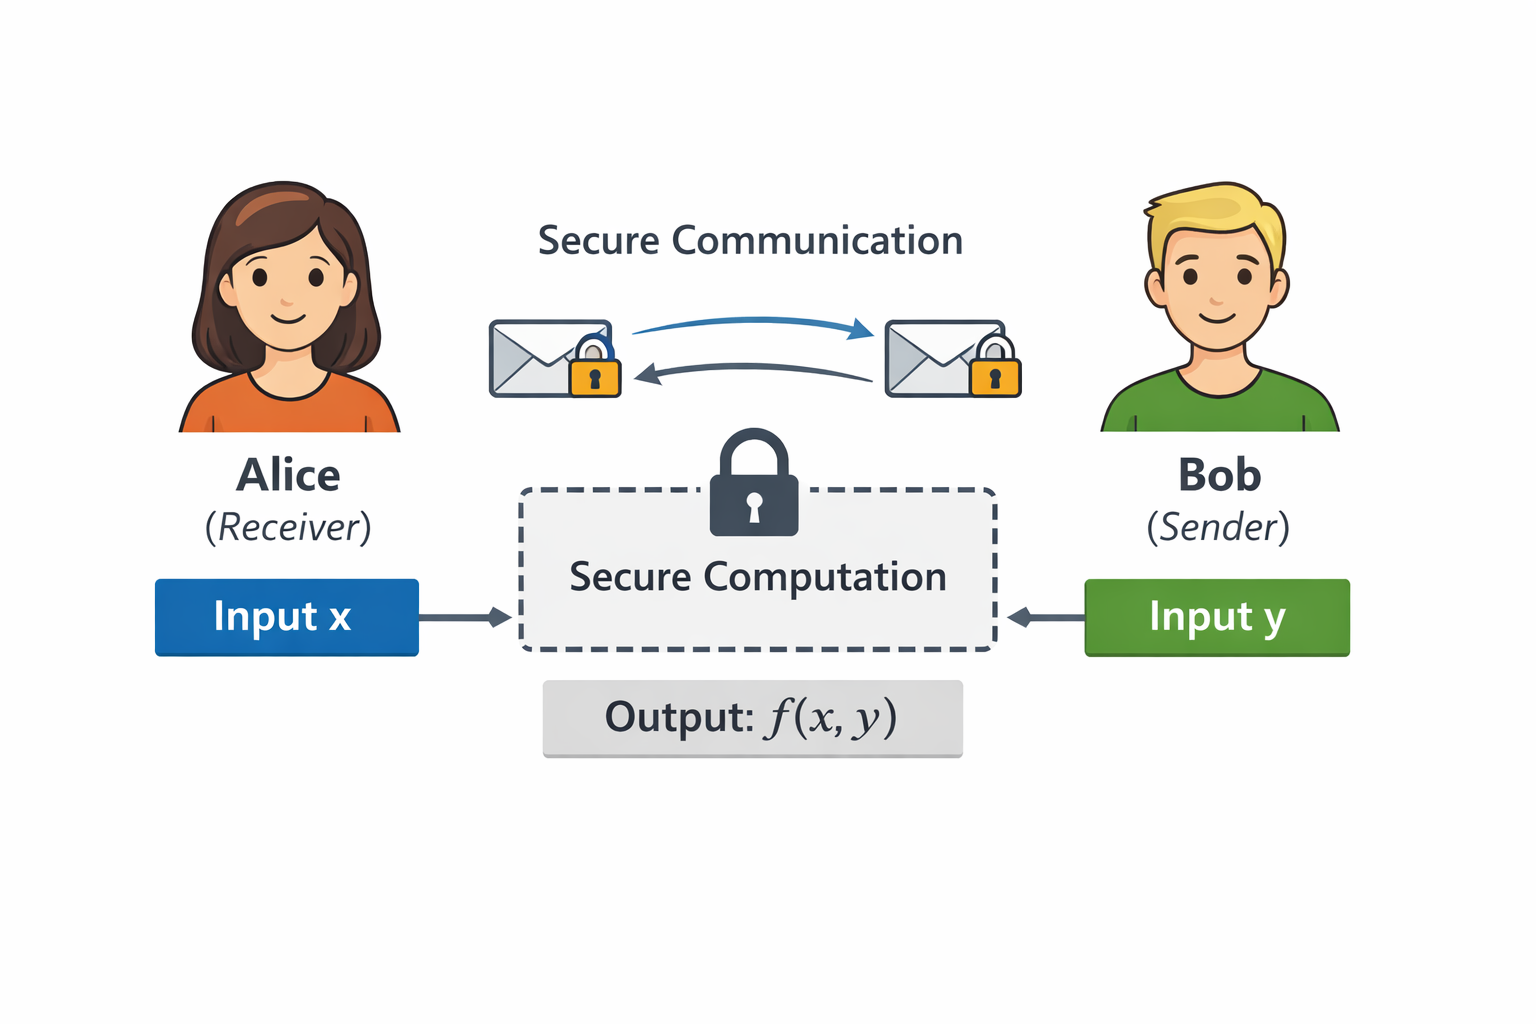 Secure Communication
Alice
(Receiver)
Bob
(Sender)
Secure Computation
Input x
Input y
Output: f(x, y)